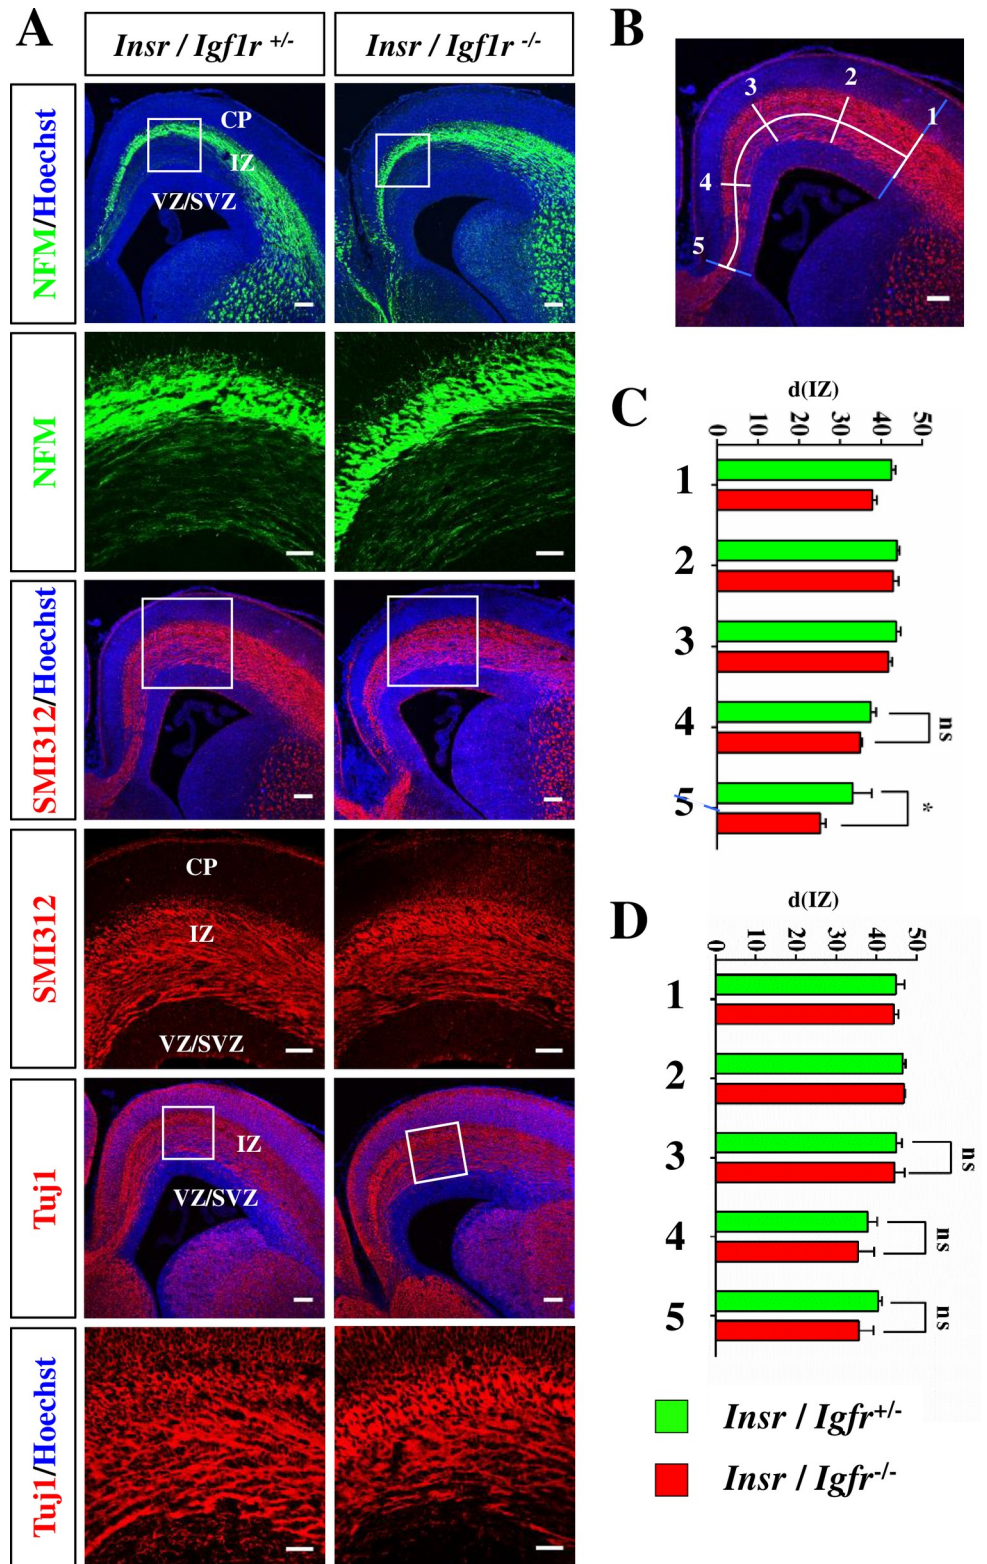 A
Insr / Igf1r +/-
Insr / Igf1r -/-
NFM/Hoechst
CP
IZ
VZ/SVZ
NFM
SMI312/Hoechst
SMI312
CP
IZ
VZ/SVZ
Tuj1
IZ
VZ/SVZ
Tuj1/Hoechst
B
1
2
3
4
5
C
d(IZ)
0 10 20 30 40 50
1
2
3
4
ns
5
*
D
d(IZ)
0 10 20 30 40 50
1
2
3
ns
4
ns
5
ns
Insr / Igfr+/-
Insr / Igfr-/-